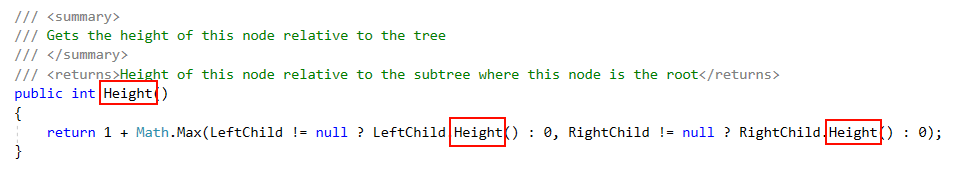 /// <summary>
/// Gets the height of this node relative to the tree
/// </summary>
/// <returns>Height of this node relative to the subtree where this node is the root</returns>
public int Height()
{
return 1 + Math.Max(LeftChild != null ? LeftChild.Height() : 0, RightChild != null ? RightChild.Height() : 0);
}